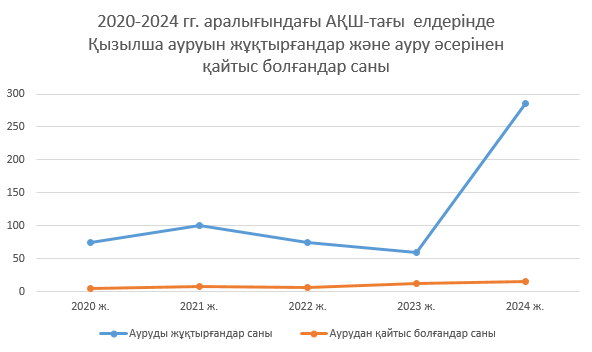 2020-2024 гг. аралығындағы АҚШ-тағы елдерінде
Қызылша ауруын жұқтырғандар және ауру әсерінен
қайтыс болғандар саны
300
250
200
150
100
50
0
2020 ж. 2021 ж. 2022 ж. 2023 ж. 2024 ж.
Ауруды жұқтырғандар саны Аурудан қайтыс болғандар саны